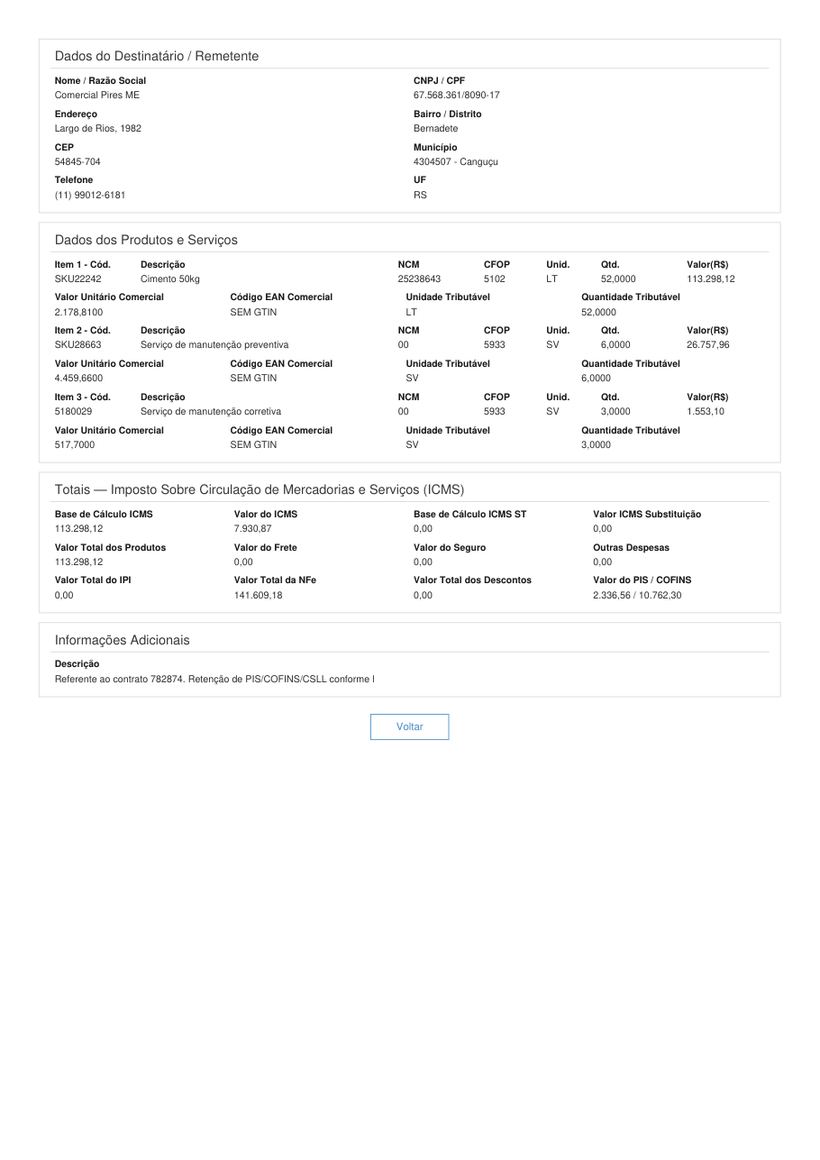 Dados do Destinatário / Remetente
Nome / Razão Social CNPJ / CPF
Comercial Pires ME 67.568.361/8090-17
Endereço Bairro / Distrito
Largo de Rios, 1982 Bernadete
CEP Município
54845-704 4304507 - Canguçu
Telefone UF
(11) 99012-6181 RS
Dados dos Produtos e Serviços
Item 1 - Cód. Descrição NCM CFOP Unid. Qtd. Valor(R$)
SKU22242 Cimento 50kg 25238643 5102 LT 52,0000 113.298,12
Valor Unitário Comercial Código EAN Comercial Unidade Tributável Quantidade Tributável
2.178,8100 SEM GTIN LT 52,0000
Item 2 - Cód. Descrição NCM CFOP Unid. Qtd. Valor(R$)
SKU28663 Serviço de manutenção preventiva 00 5933 SV 6,0000 26.757,96
Valor Unitário Comercial Código EAN Comercial Unidade Tributável Quantidade Tributável
4.459,6600 SEM GTIN SV 6,0000
Item 3 - Cód. Descrição NCM CFOP Unid. Qtd. Valor(R$)
5180029 Serviço de manutenção corretiva 00 5933 SV 3,0000 1.553,10
Valor Unitário Comercial Código EAN Comercial Unidade Tributável Quantidade Tributável
517,7000 SEM GTIN SV 3,0000
Totais — Imposto Sobre Circulação de Mercadorias e Serviços (ICMS)
Base de Cálculo ICMS Valor do ICMS Base de Cálculo ICMS ST Valor ICMS Substituição
113.298,12 7.930,87 0,00 0,00
Valor Total dos Produtos Valor do Frete Valor do Seguro Outras Despesas
113.298,12 0,00 0,00 0,00
Valor Total do IPI Valor Total da NFe Valor Total dos Descontos Valor do PIS / COFINS
0,00 141.609,18 0,00 2.336,56 / 10.762,30
Informações Adicionais
Descrição
Referente ao contrato 782874. Retenção de PIS/COFINS/CSLL conforme l
Voltar